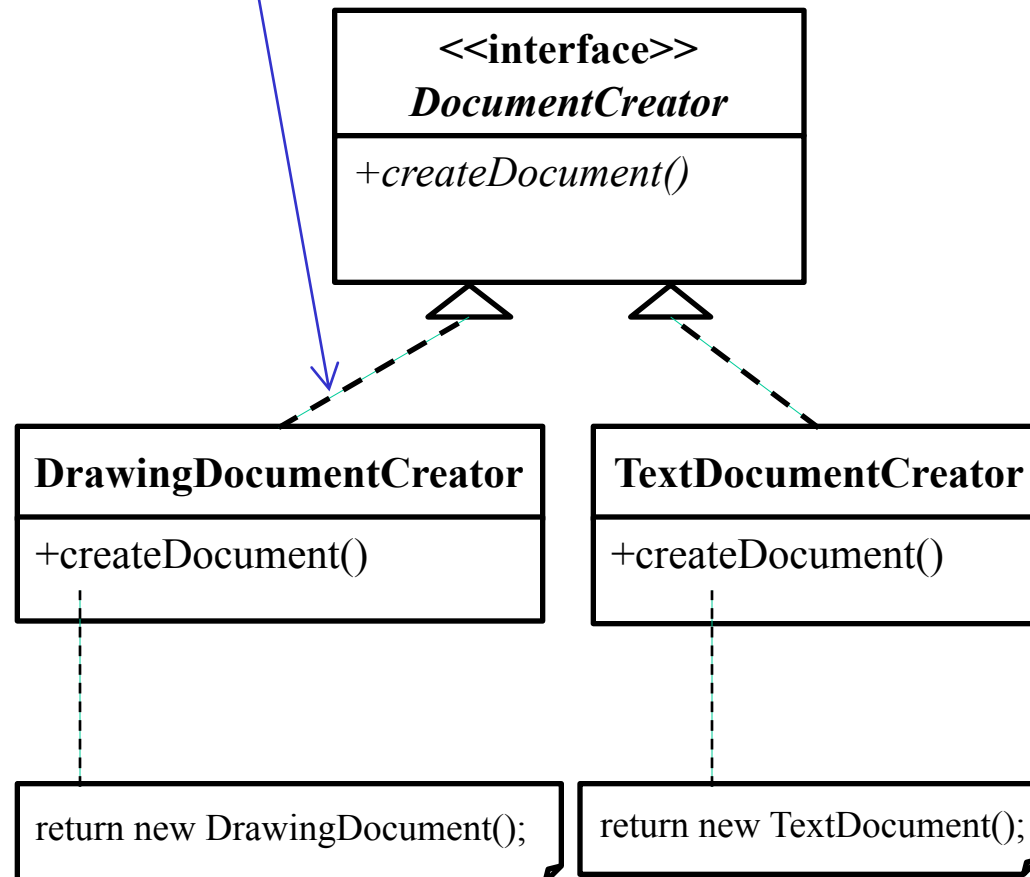 <<interface>>
DocumentCreator
+createDocument()
DrawingDocumentCreator
+createDocument()
return new DrawingDocument();
TextDocumentCreator
+createDocument()
return new TextDocument();